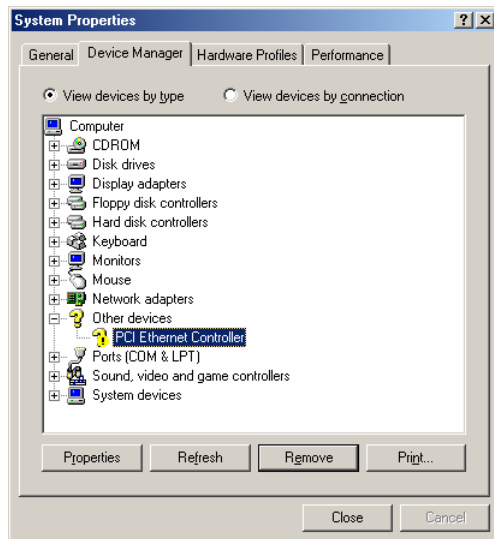 System Properties
General Device Manager Hardware Profiles Performance
View devices by type View devices by connection
Computer
CDROM
Disk drives
Display adapters
Floppy disk controllers
Hard disk controllers
Keyboard
Monitors
Mouse
Network adapters
Other devices
PCI Ethernet Controller
Ports (COM & LPT)
Sound, video and game controllers
System devices
Properties Refresh Remove Print...
Close Cancel